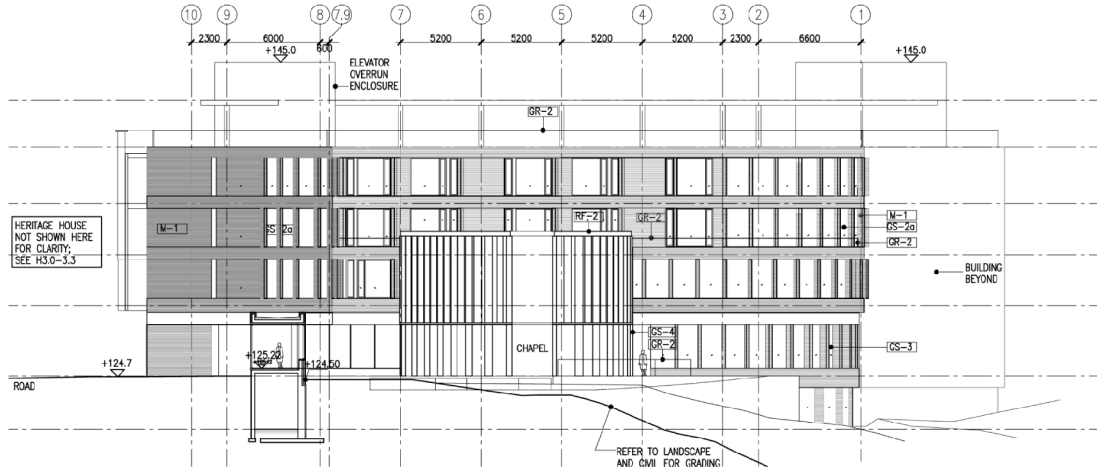 10 9 8 7.9 7 6 5 4 3 2 1
2300 6000 600 5200 5200 5200 5200 2300 6600
+145.0 +145.0
ELEVATOR
OVERRUN
ENCLOSURE
GR-2
HERITAGE HOUSE
NOT SHOWN HERE
FOR CLARITY;
SEE H3.0-3.3
M-1 GS-2a RF-2 GR-2
M-1
GS-2a
GR-2
BUILDING
BEYOND
GS-4
GR-2
CHAPEL
GS-3
+125.22
+124.7 +124.50
ROAD
REFER TO LANDSCAPE
AND CIVIL FOR GRADING